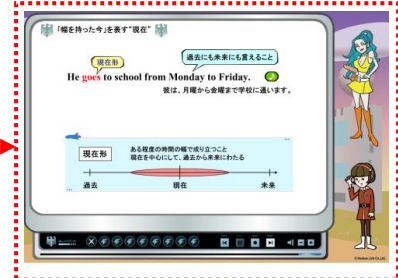 「幅を持った今」を表す"現在"
現在形
過去にも未来にも言えること
He goes to school from Monday to Friday.
彼は、月曜から金曜まで学校に通います。
現在形
ある程度の時間の幅で成り立つこと
現在を中心にして、過去から未来にわたる
過去
現在
未来